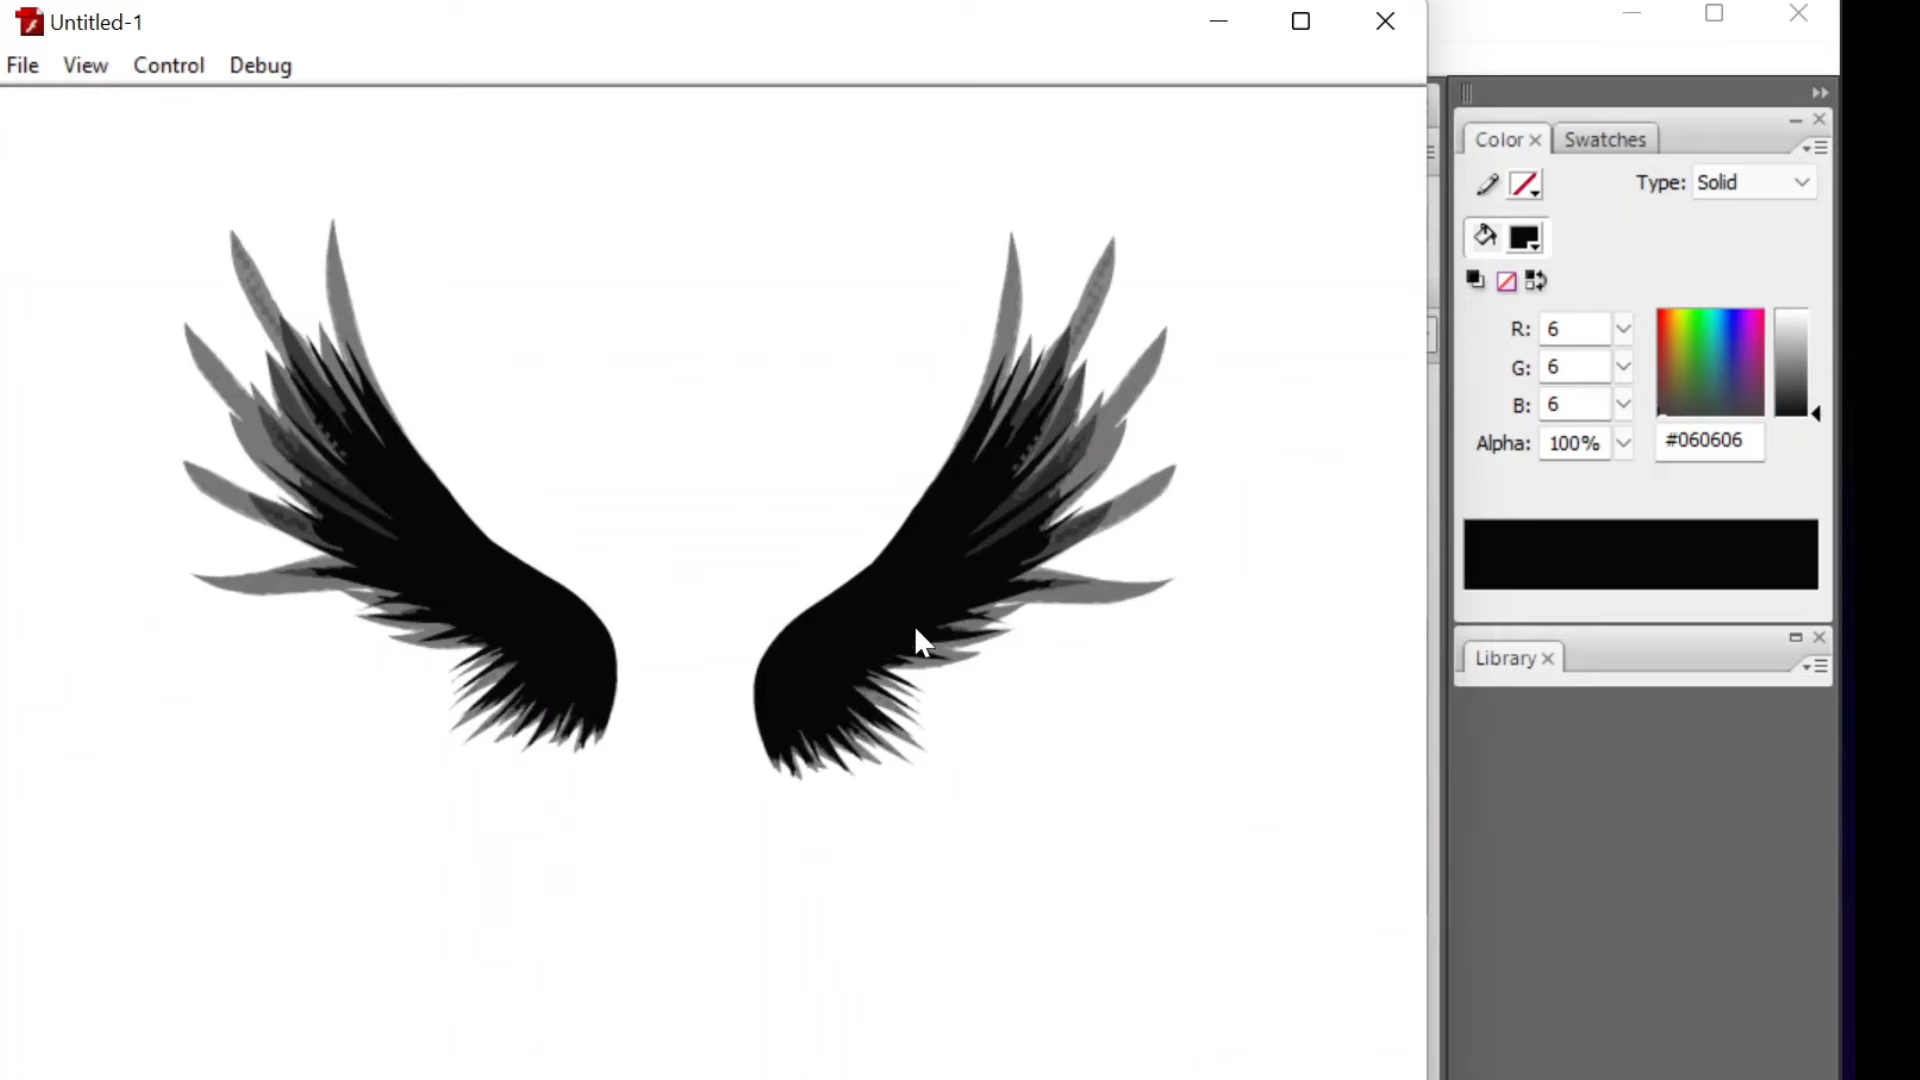 Untitled-1
File View Control Debug
Color Swatches
Type: Solid
R: 6
G: 6
B: 6
Alpha: 100% #060606
Library